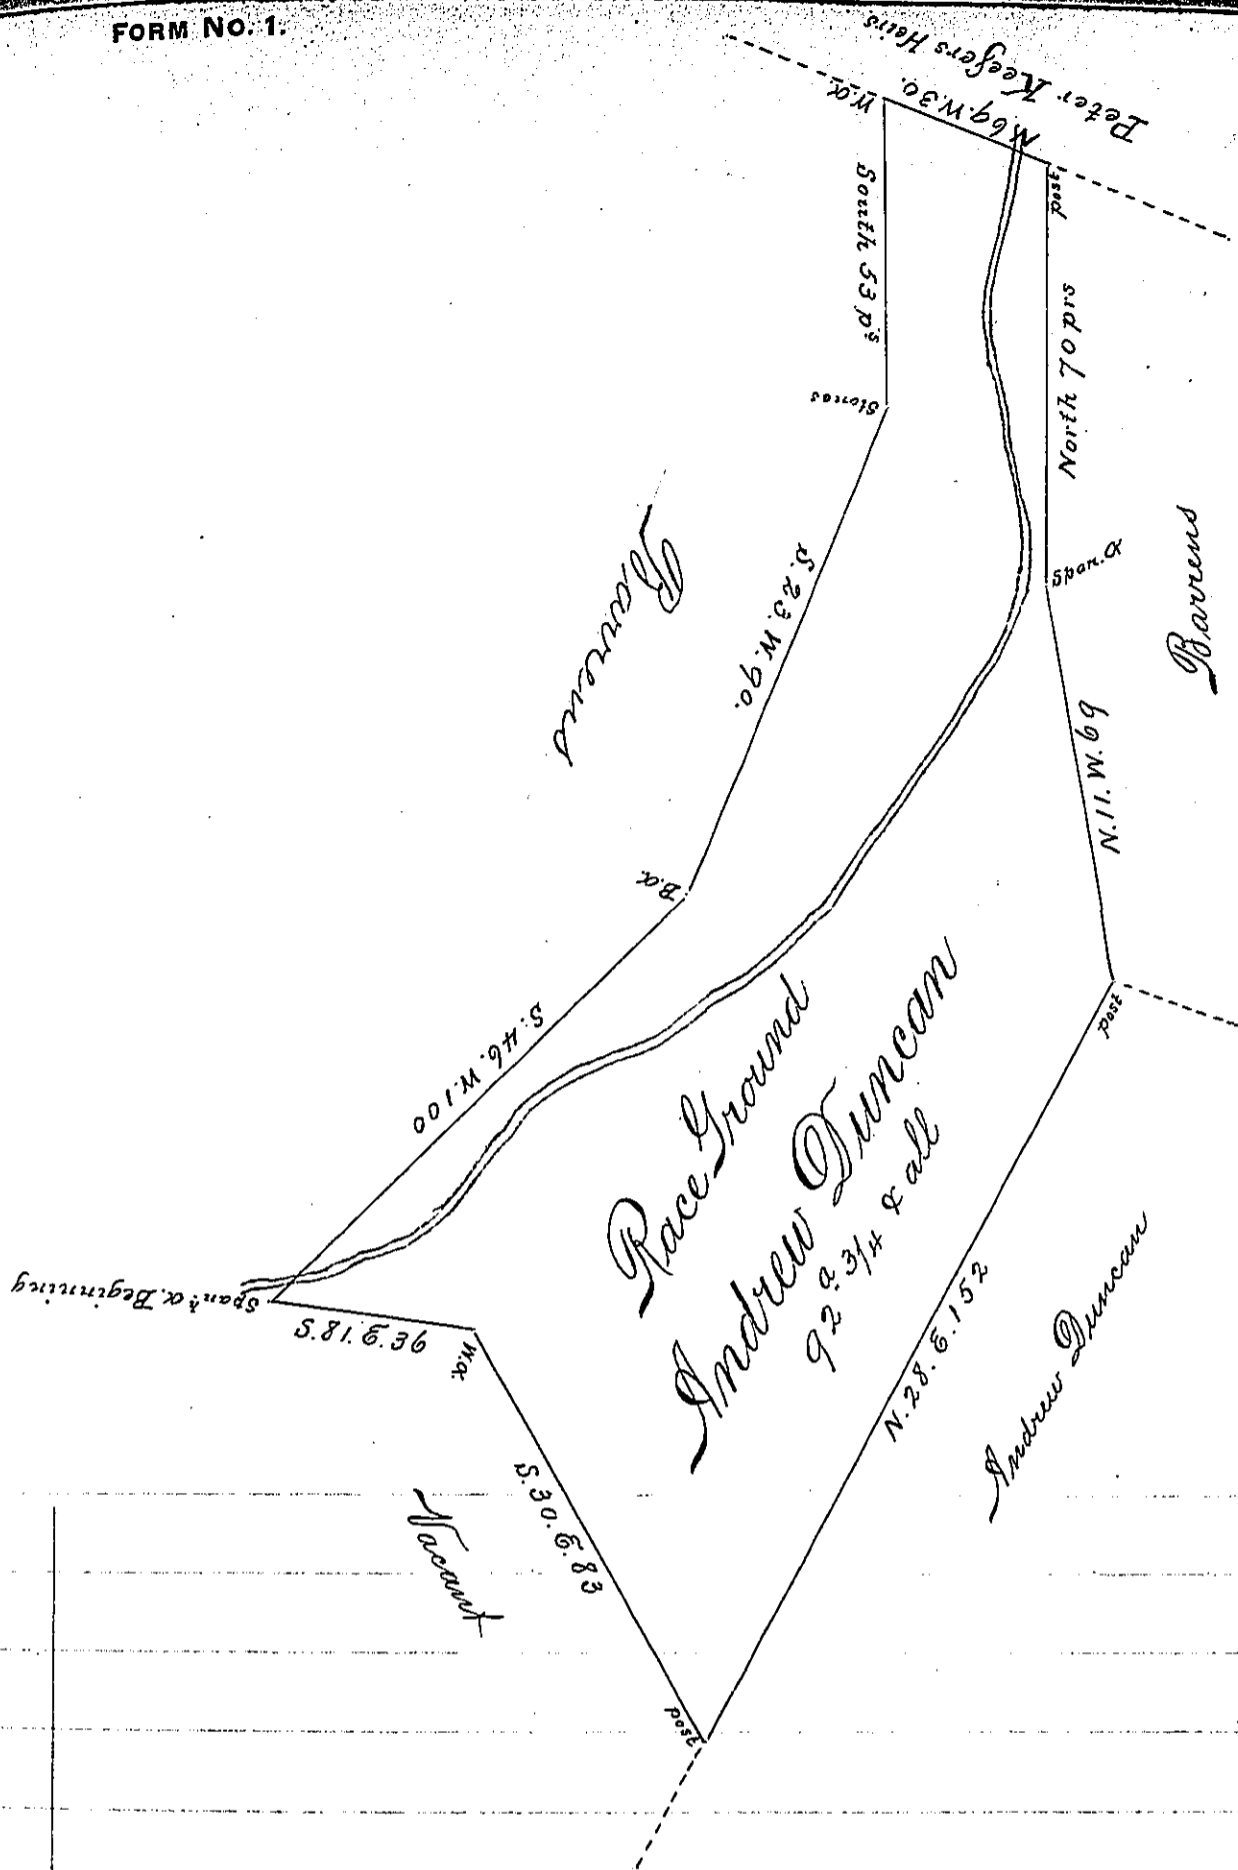 FORM NO. 1.
Peter Keefers Heirs
N.69.W.30.
W.O.
post
South 53 pˢ
North 70 prs
Stones
Span.O
Barrens
Barrens
S.23.W.90.
N.11.W.69
B.O.
post
S.46.W.100
Race Ground
Andrew Duncan
92 ᵃ 3/4 & all
Spanʰ O. Beginning
S.81.E.36
W.O.
N.28.E.152
Andrew Duncan
S.30.E.83
Vacant
post